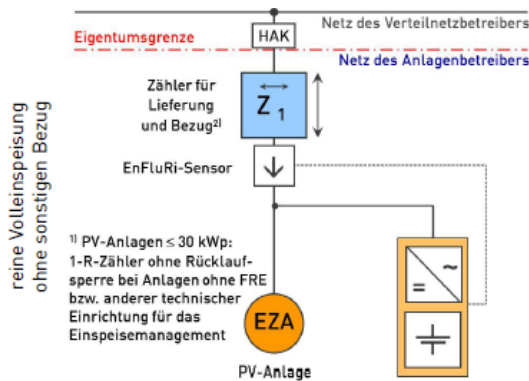 Netz des Verteilnetzbetreibers
HAK
Eigentumsgrenze
Netz des Anlagenbetreibers
Zähler für
Lieferung
und Bezug²⁾
Z 1
EnFluRi-Sensor
reine Volleinspeisung
ohne sonstigen Bezug
¹⁾ PV-Anlagen ≤ 30 kWp:
1-R-Zähler ohne Rücklauf-
sperre bei Anlagen ohne FRE
bzw. anderer technischer
Einrichtung für das
Einspeisemanagement
EZA
PV-Anlage